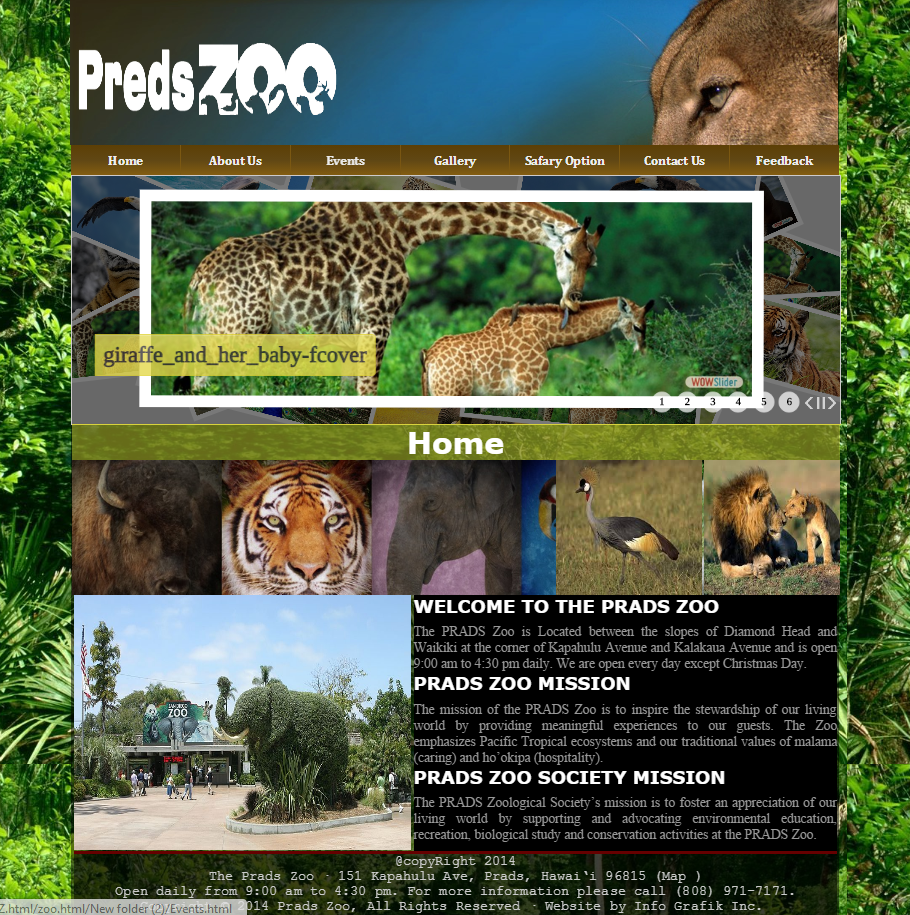 Preds ZOO
Home About Us Events Gallery Safary Option Contact Us Feedback
giraffe_and_her_baby-fcover
WOWSlider
1 2 3 4 5 6
Home
SAN DIEGO
ZOO
WELCOME TO THE PRADS ZOO
The PRADS Zoo is Located between the slopes of Diamond Head and
Waikiki at the corner of Kapahulu Avenue and Kalakaua Avenue and is open
9:00 am to 4:30 pm daily. We are open every day except Christmas Day.
PRADS ZOO MISSION
The mission of the PRADS Zoo is to inspire the stewardship of our living
world by providing meaningful experiences to our guests. The Zoo
emphasizes Pacific Tropical ecosystems and our traditional values of malama
(caring) and ho'okipa (hospitality).
PRADS ZOO SOCIETY MISSION
The PRADS Zoological Society's mission is to foster an appreciation of our
living world by supporting and advocating environmental education,
recreation, biological study and conservation activities at the PRADS Zoo.
@copyRight 2014
The Prads Zoo · 151 Kapahulu Ave, Prads, Hawai‘i 96815 (Map )
Open daily from 9:00 am to 4:30 pm. For more information please call (808) 971-7171.
2014 Prads Zoo, All Rights Reserved · Website by Info Grafik Inc.
Z.html/zoo.html/New folder (2)/Events.html